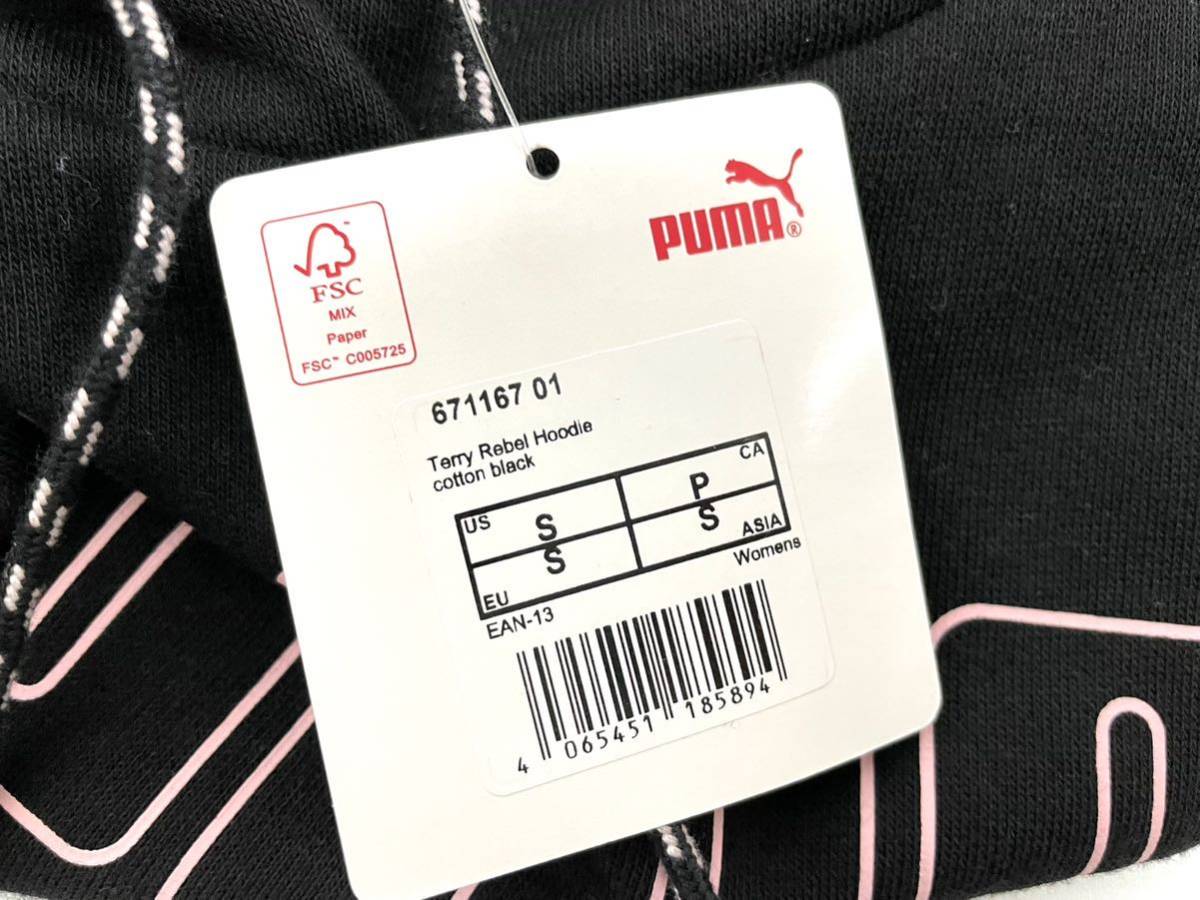 PUMA®
FSC™
MIX
Paper
FSC™ C005725
671167 01
Terry Rebel Hoodie
cotton black
US S
P CA
S EU
S ASIA
Womens
EAN-13
4 065451 185894